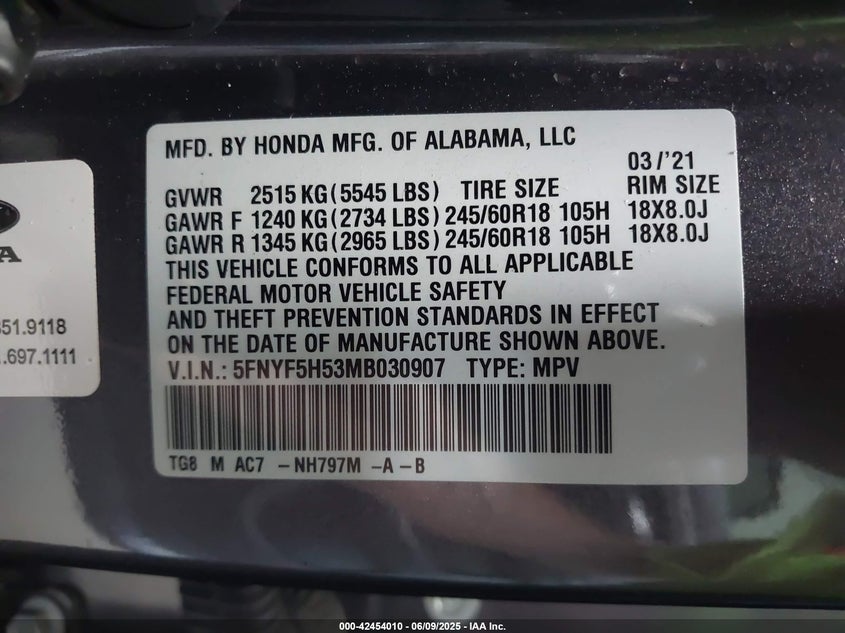 MFD. BY HONDA MFG. OF ALABAMA, LLC
03/'21
GVWR 2515 KG (5545 LBS) TIRE SIZE RIM SIZE
GAWR F 1240 KG (2734 LBS) 245/60R18 105H 18X8.0J
GAWR R 1345 KG (2965 LBS) 245/60R18 105H 18X8.0J
THIS VEHICLE CONFORMS TO ALL APPLICABLE
FEDERAL MOTOR VEHICLE SAFETY
AND THEFT PREVENTION STANDARDS IN EFFECT
ON THE DATE OF MANUFACTURE SHOWN ABOVE.
V.I.N.: 5FNYF5H53MB030907 TYPE: MPV
TG8 M AC7 -NH797M -A-B
51.9118
.697.1111
000-42454010 | 06/09/2025 - IAA Inc.